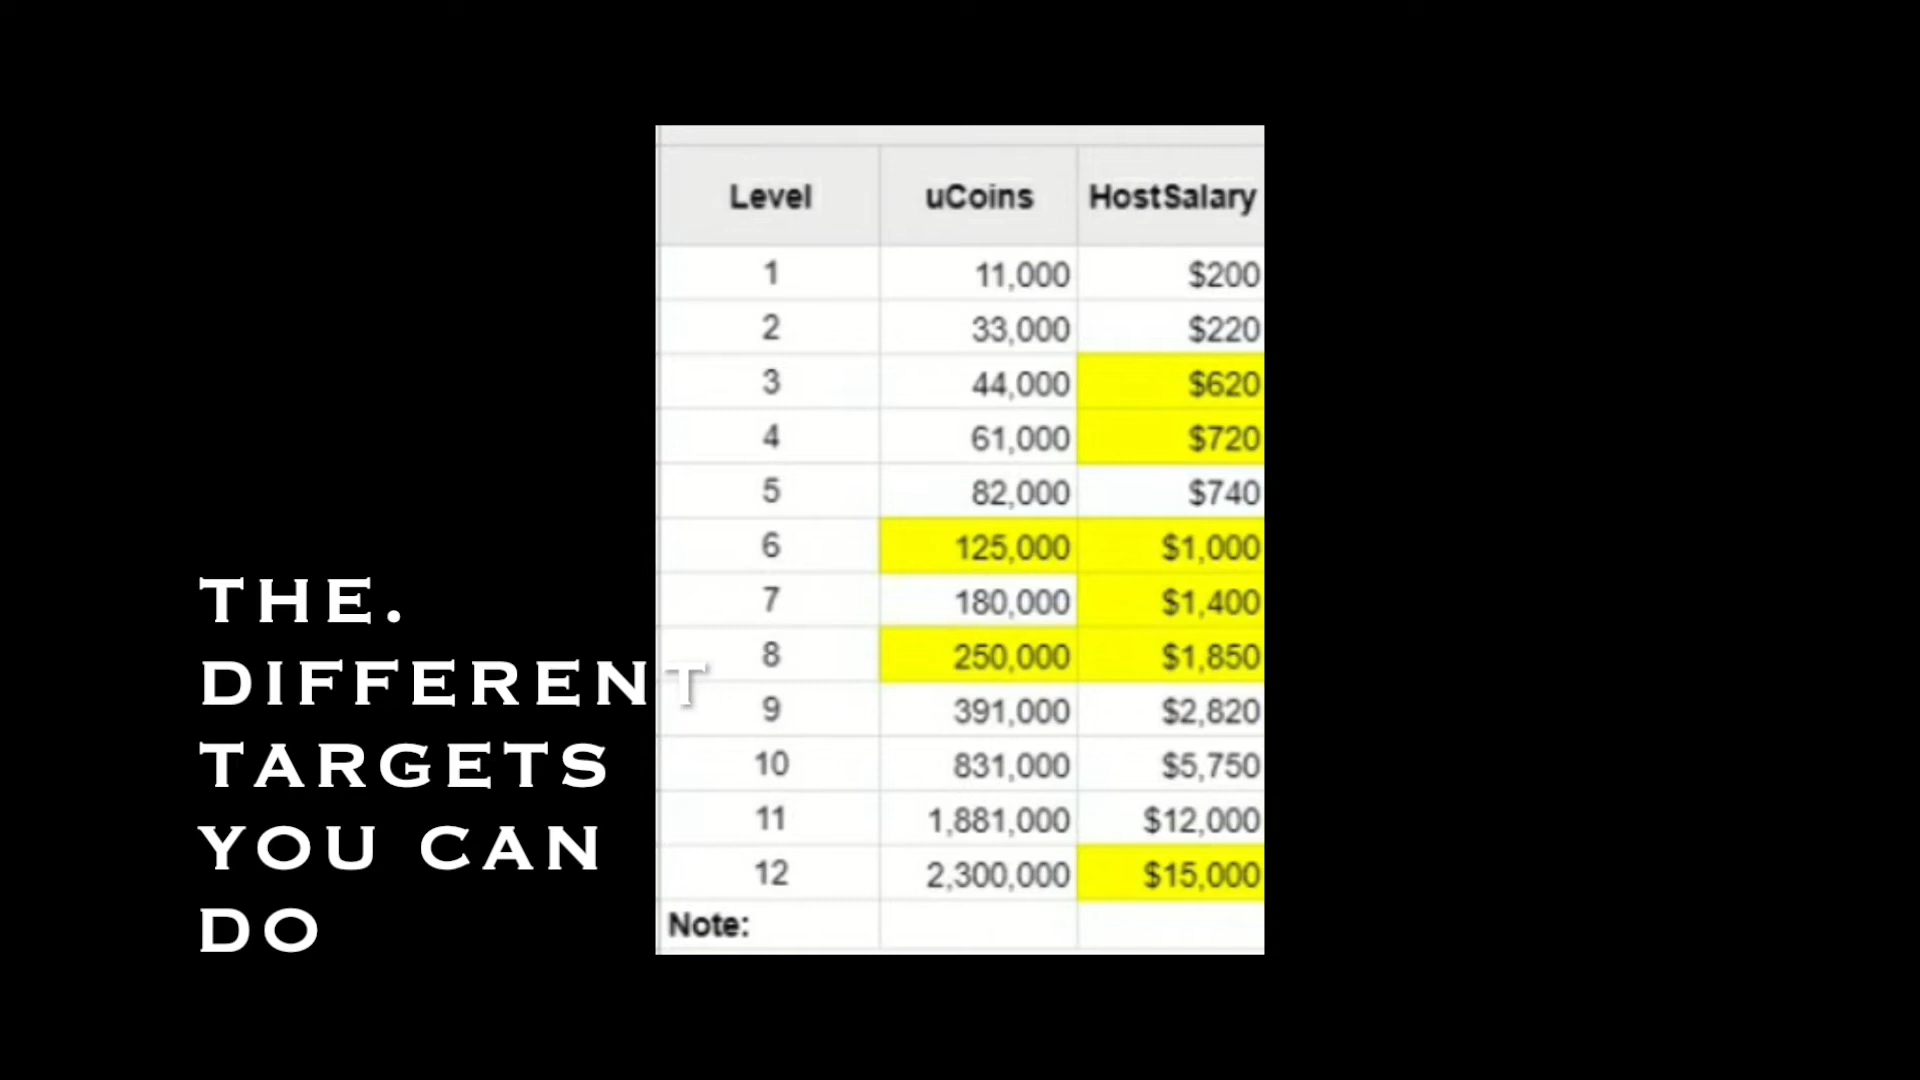 THE.
DIFFERENT
TARGETS
YOU CAN
DO
Level uCoins HostSalary
1 11,000 $200
2 33,000 $220
3 44,000 $620
4 61,000 $720
5 82,000 $740
6 125,000 $1,000
7 180,000 $1,400
8 250,000 $1,850
9 391,000 $2,820
10 831,000 $5,750
11 1,881,000 $12,000
12 2,300,000 $15,000
Note: